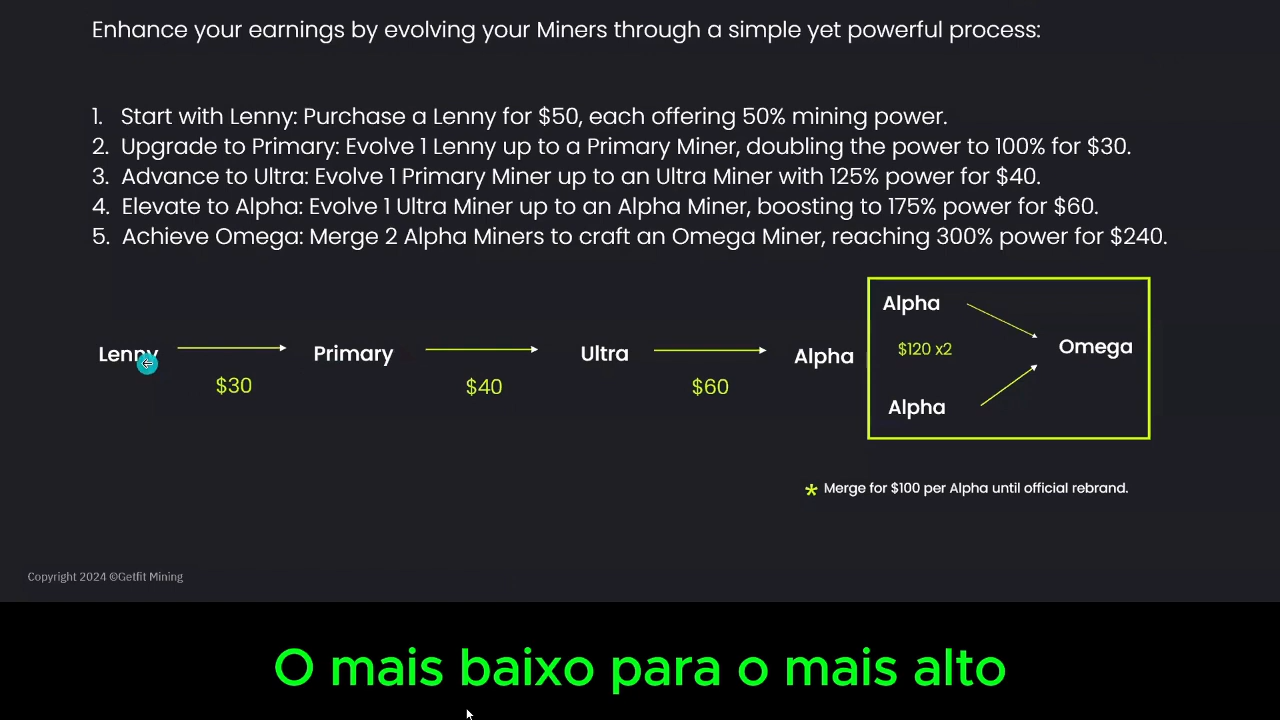 Enhance your earnings by evolving your Miners through a simple yet powerful process:
1. Start with Lenny: Purchase a Lenny for $50, each offering 50% mining power.
2. Upgrade to Primary: Evolve 1 Lenny up to a Primary Miner, doubling the power to 100% for $30.
3. Advance to Ultra: Evolve 1 Primary Miner up to an Ultra Miner with 125% power for $40.
4. Elevate to Alpha: Evolve 1 Ultra Miner up to an Alpha Miner, boosting to 175% power for $60.
5. Achieve Omega: Merge 2 Alpha Miners to craft an Omega Miner, reaching 300% power for $240.
Lenny
$30
Primary
$40
Ultra
$60
Alpha
Alpha
$120 x2
Alpha
Omega
* Merge for $100 per Alpha until official rebrand.
Copyright 2024 ©Getfit Mining
O mais baixo para o mais alto